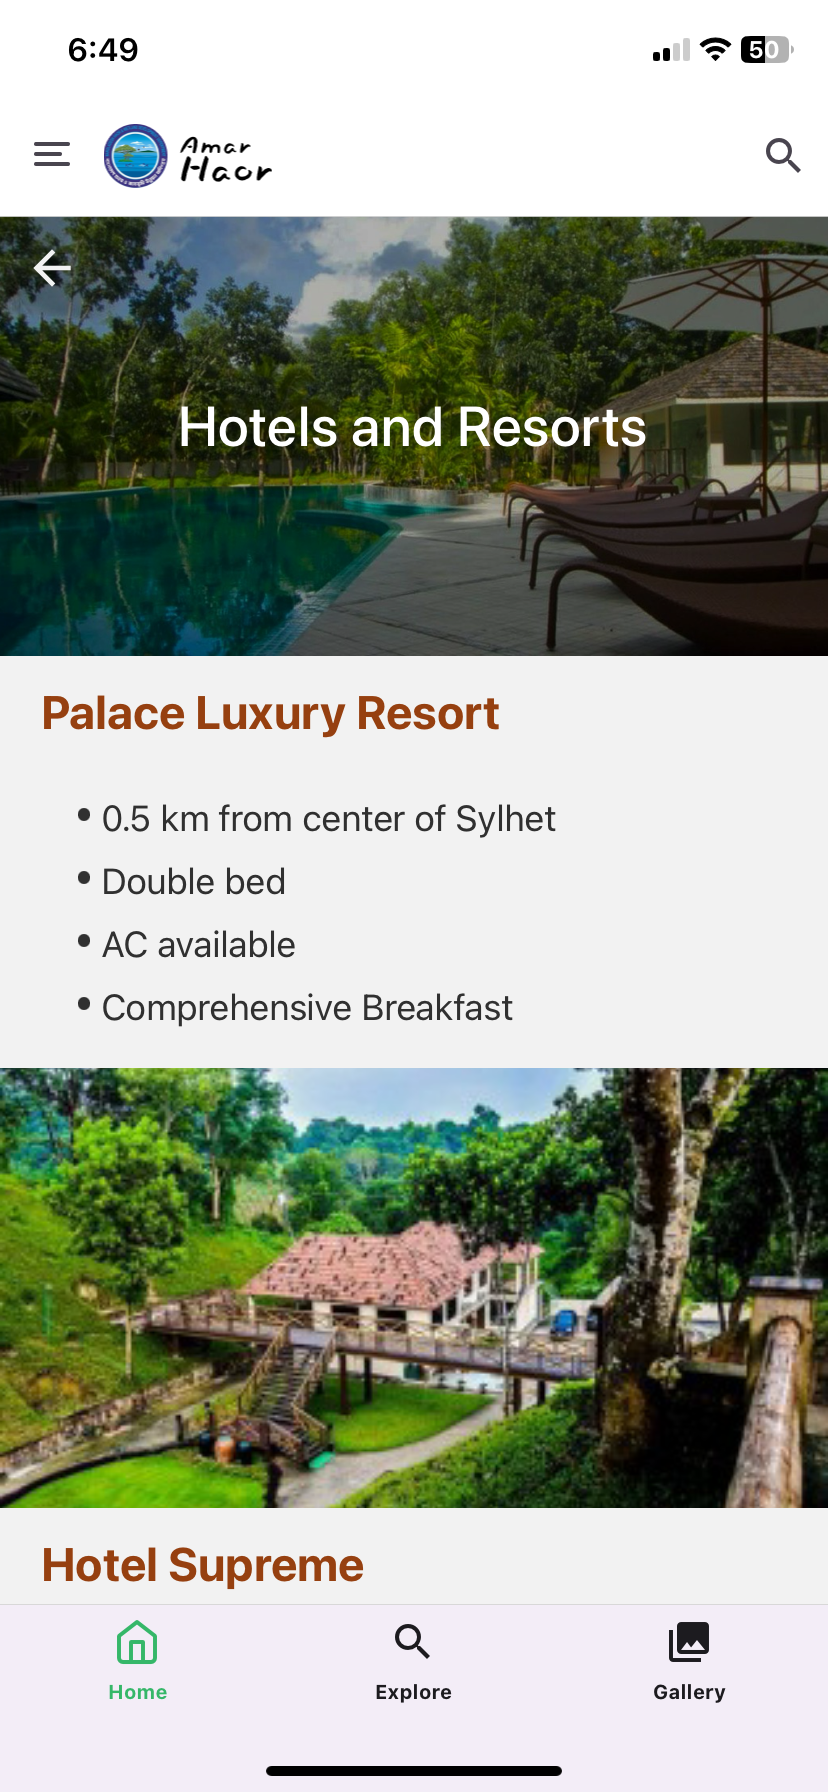 6:49
50
Amar
Haor
Hotels and Resorts
Palace Luxury Resort
• 0.5 km from center of Sylhet
• Double bed
• AC available
• Comprehensive Breakfast
Hotel Supreme
Home
Explore
Gallery